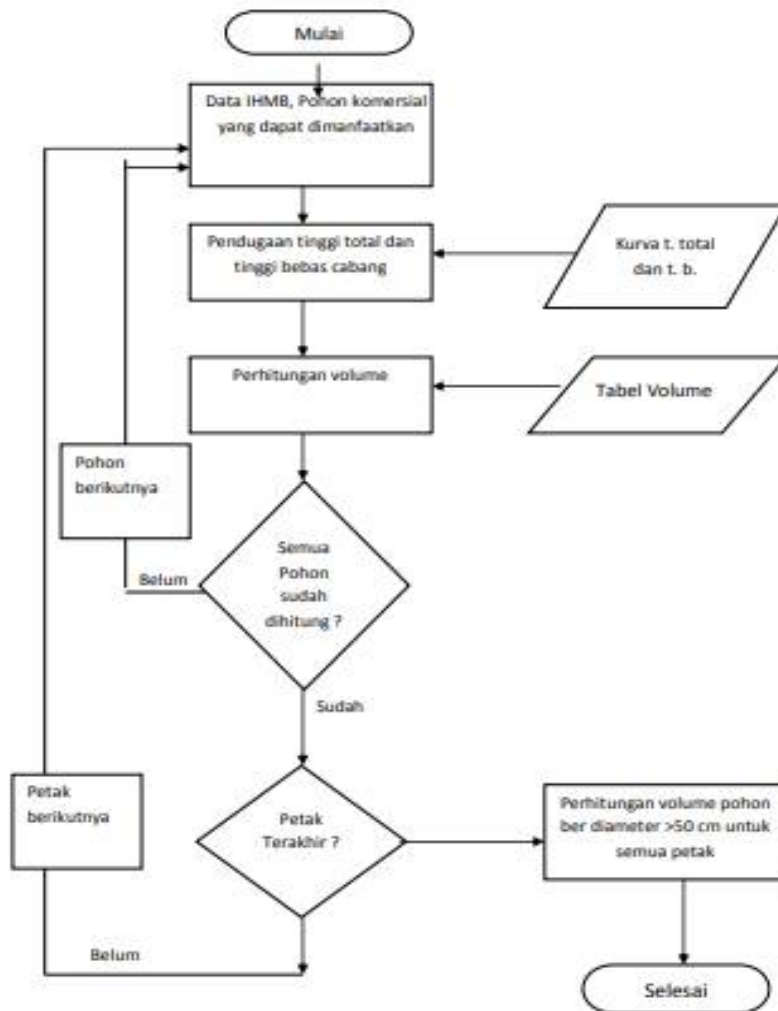 Mulai
Data IHMB, Pohon komersial
yang dapat dimanfaatkan
Pendugaan tinggi total dan
tinggi bebas cabang
Kurva t. total
dan t. b.
Perhitungan volume
Tabel Volume
Pohon
berikutnya
Semua
Pohon
sudah
dihitung ?
Belum
Sudah
Petak
berikutnya
Petak
Terakhir ?
Perhitungan volume pohon
ber diameter >50 cm untuk
semua petak
Belum
Selesai